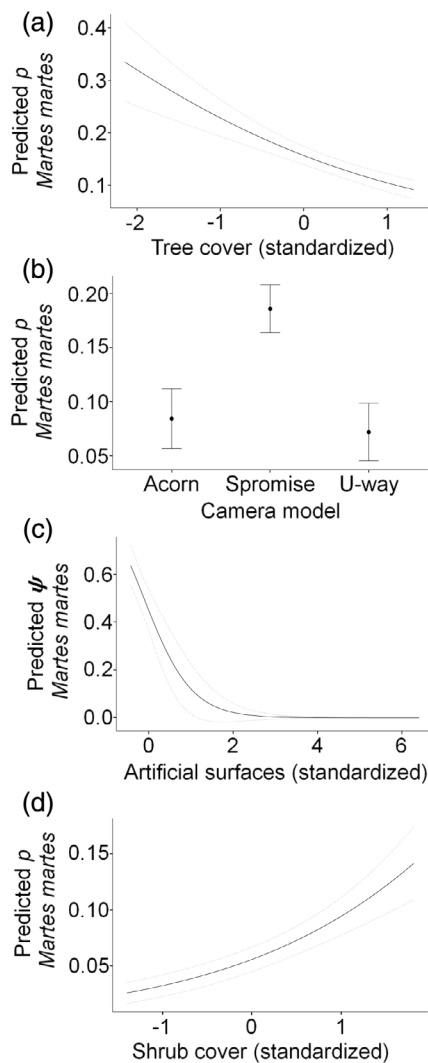 (a)
Predicted p
Martes martes
0.4
0.3
0.2
0.1
-2 -1 0 1
Tree cover (standardized)
(b)
Predicted p
Martes martes
0.20
0.15
0.10
0.05
Acorn Spromise U-way
Camera model
(c)
Predicted ψ
Martes martes
0.6
0.4
0.2
0.0
0 2 4 6
Artificial surfaces (standardized)
(d)
Predicted p
Martes martes
0.15
0.10
0.05
-1 0 1
Shrub cover (standardized)